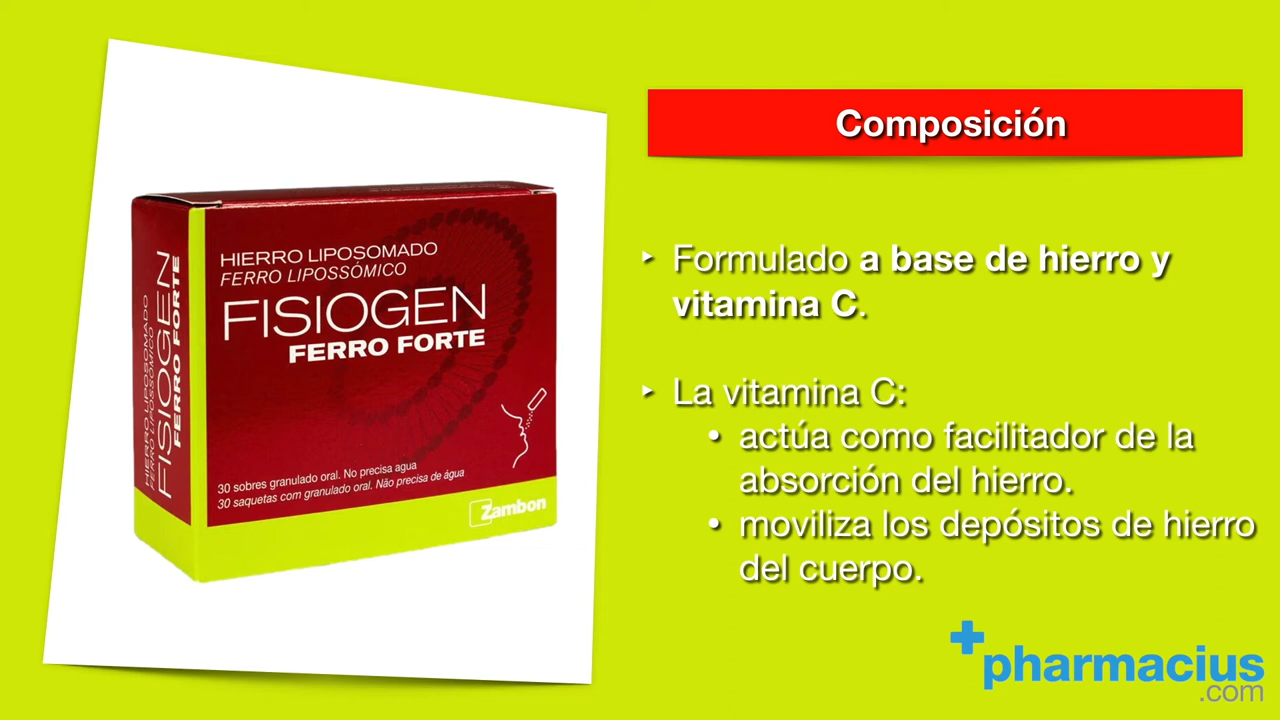 HIERRO LIPOSOMADO
FERRO LIPOSSÓMICO
FISIOGEN
FERRO FORTE
30 sobres granulado oral. No precisa agua
30 saquetas com granulado oral. Não precisa de água
Zambon
HIERRO LIPOSOMADO
FERRO LIPOSSÓMICO
FISIOGEN
FERRO FORTE
Composición
‣ Formulado a base de hierro y
vitamina C.
‣ La vitamina C:
• actúa como facilitador de la
absorción del hierro.
• moviliza los depósitos de hierro
del cuerpo.
+pharmacius
.com